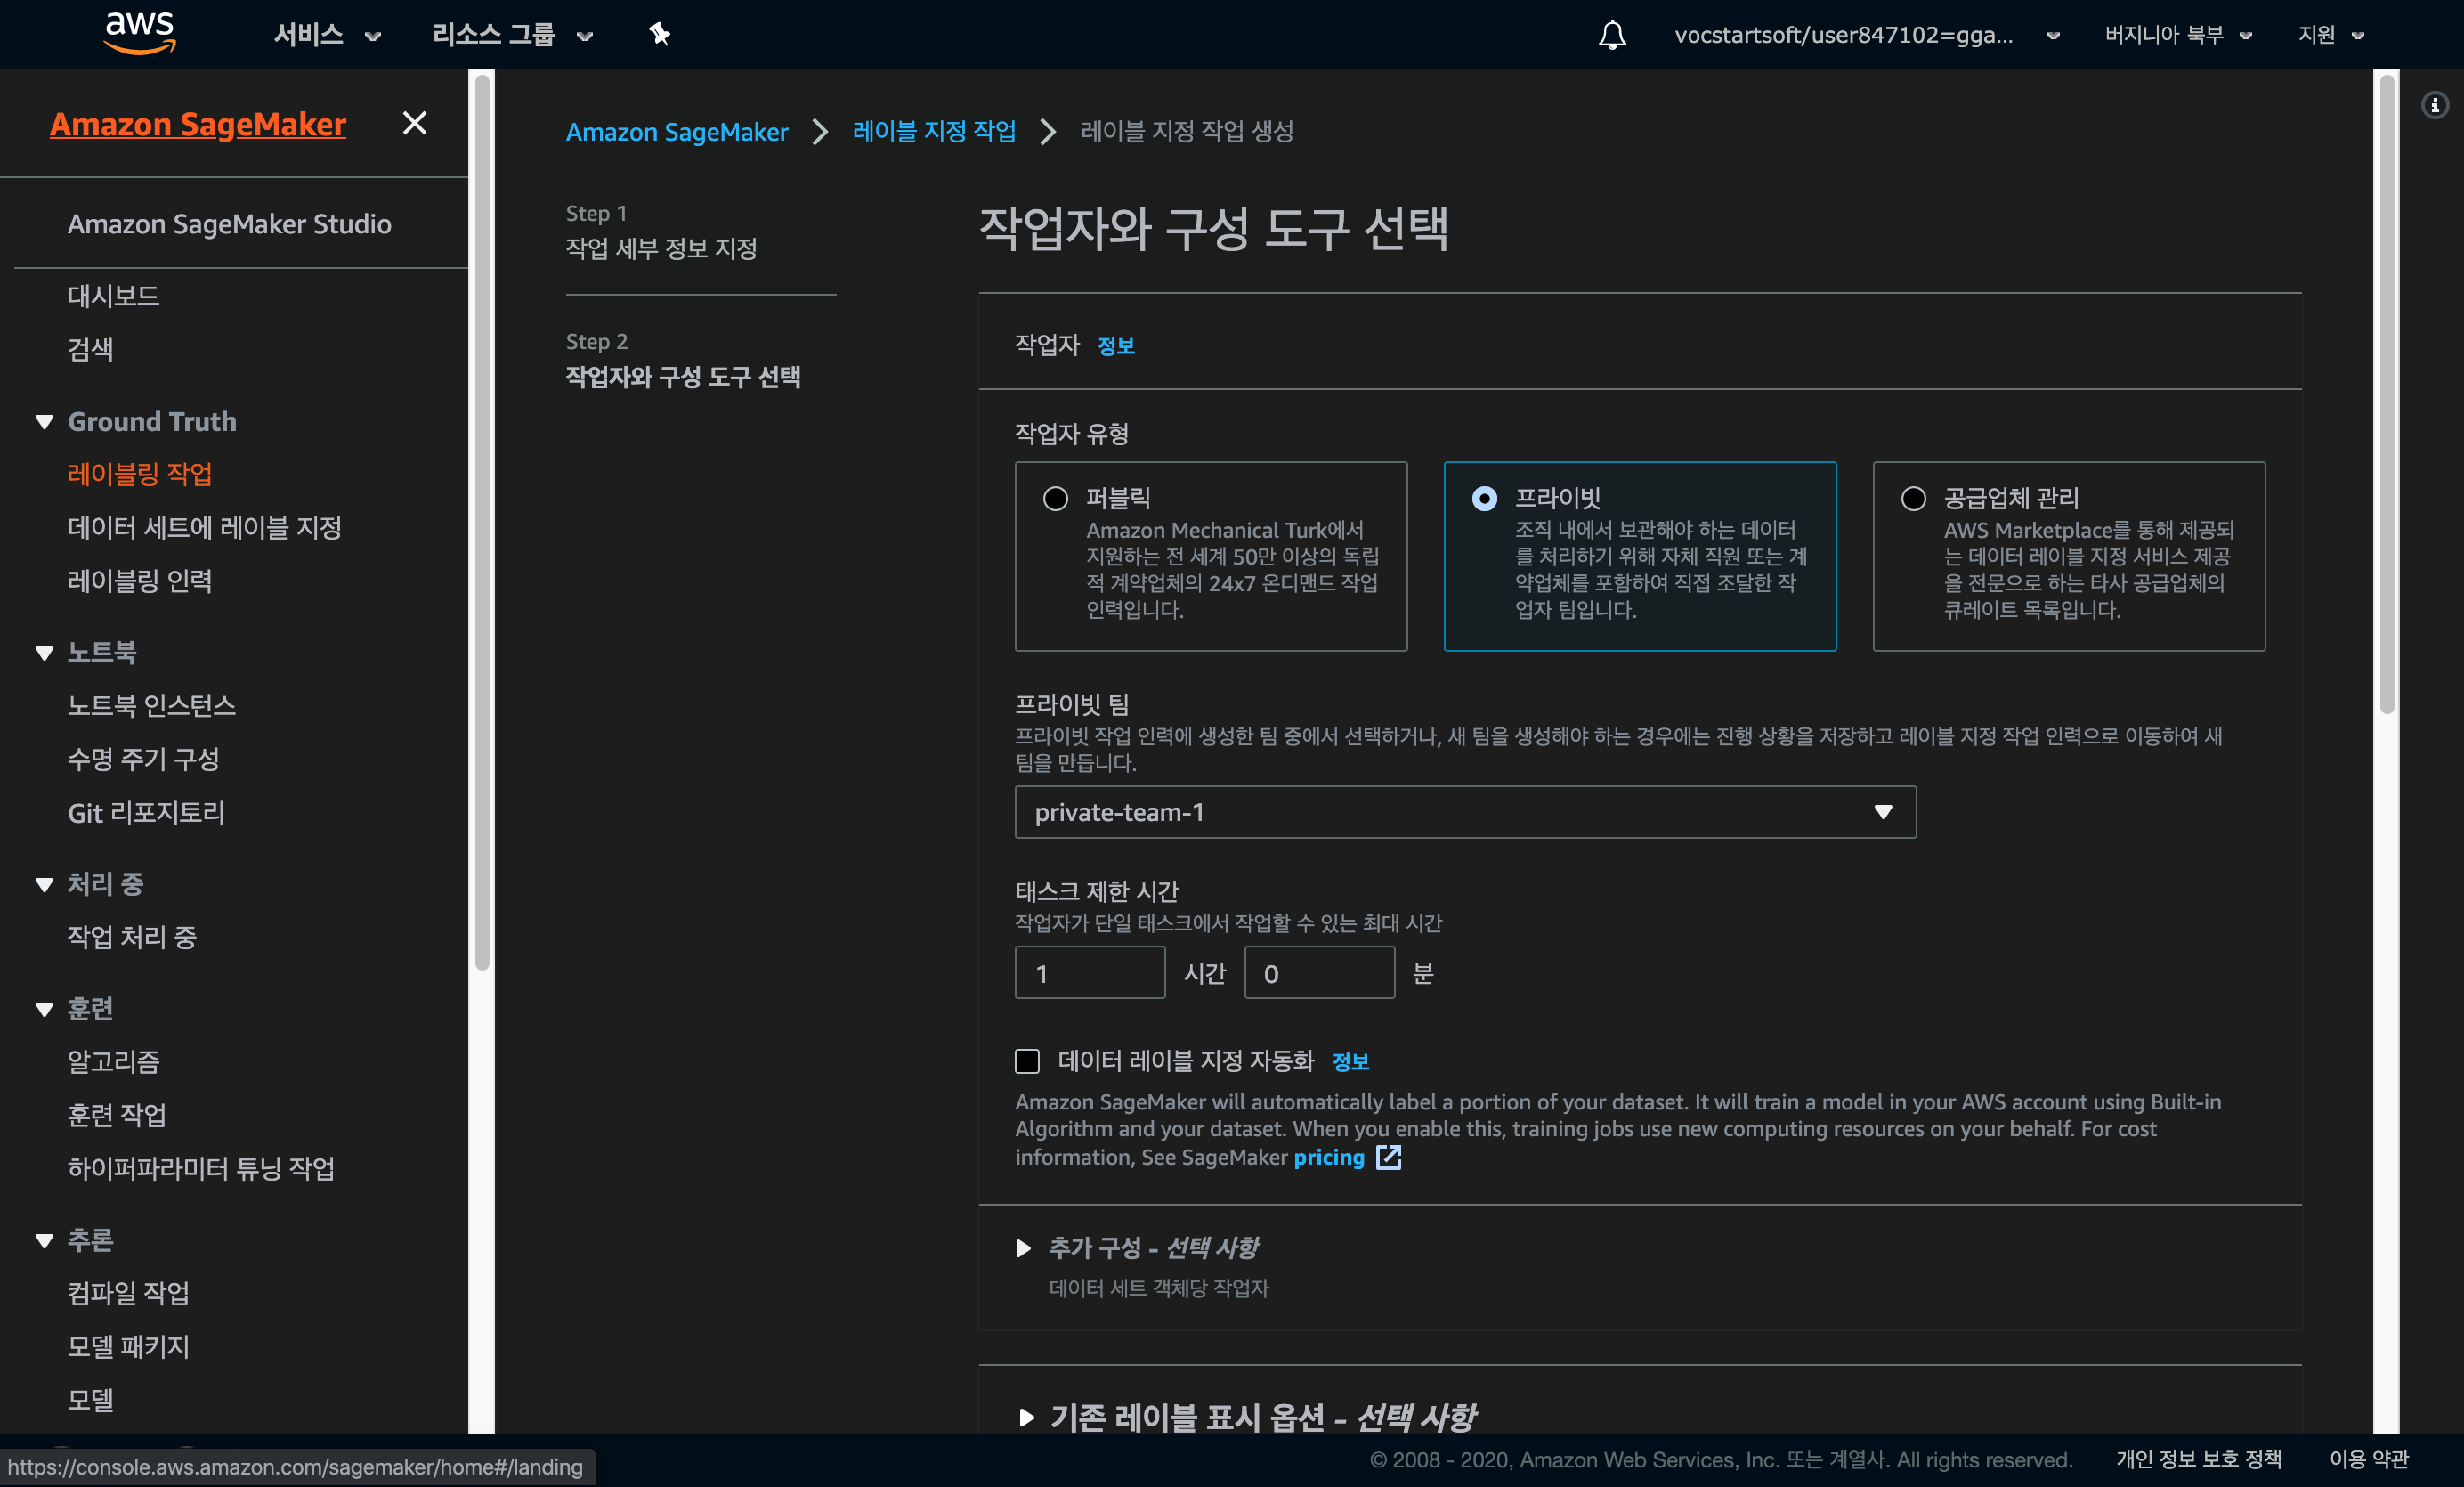 aws
서비스
리소스 그룹
vocstartsoft/user847102=gga...
버지니아 북부
지원
Amazon SageMaker
Amazon SageMaker Studio
대시보드
검색
Ground Truth
레이블링 작업
데이터 세트에 레이블 지정
레이블링 인력
노트북
노트북 인스턴스
수명 주기 구성
Git 리포지토리
처리 중
작업 처리 중
훈련
알고리즘
훈련 작업
하이퍼파라미터 튜닝 작업
추론
컴파일 작업
모델 패키지
모델
Amazon SageMaker
레이블 지정 작업
레이블 지정 작업 생성
Step 1
작업 세부 정보 지정
Step 2
작업자와 구성 도구 선택
작업자와 구성 도구 선택
작업자 정보
작업자 유형
퍼블릭
Amazon Mechanical Turk에서
지원하는 전 세계 50만 이상의 독립
적 계약업체의 24x7 온디맨드 작업
인력입니다.
프라이빗
조직 내에서 보관해야 하는 데이터
를 처리하기 위해 자체 직원 또는 계
약업체를 포함하여 직접 조달한 작
업자 팀입니다.
공급업체 관리
AWS Marketplace를 통해 제공되
는 데이터 레이블 지정 서비스 제공
을 전문으로 하는 타사 공급업체의
큐레이트 목록입니다.
프라이빗 팀
프라이빗 작업 인력에 생성한 팀 중에서 선택하거나, 새 팀을 생성해야 하는 경우에는 진행 상황을 저장하고 레이블 지정 작업 인력으로 이동하여 새
팀을 만듭니다.
private-team-1
태스크 제한 시간
작업자가 단일 태스크에서 작업할 수 있는 최대 시간
1 시간 0 분
데이터 레이블 지정 자동화 정보
Amazon SageMaker will automatically label a portion of your dataset. It will train a model in your AWS account using Built-in
Algorithm and your dataset. When you enable this, training jobs use new computing resources on your behalf. For cost
information, See SageMaker pricing
추가 구성 - 선택 사항
데이터 세트 객체당 작업자
기존 레이블 표시 옵션 - 선택 사항
https://console.aws.amazon.com/sagemaker/home#/landing
© 2008 - 2020, Amazon Web Services, Inc. 또는 계열사. All rights reserved.
개인 정보 보호 정책
이용 약관